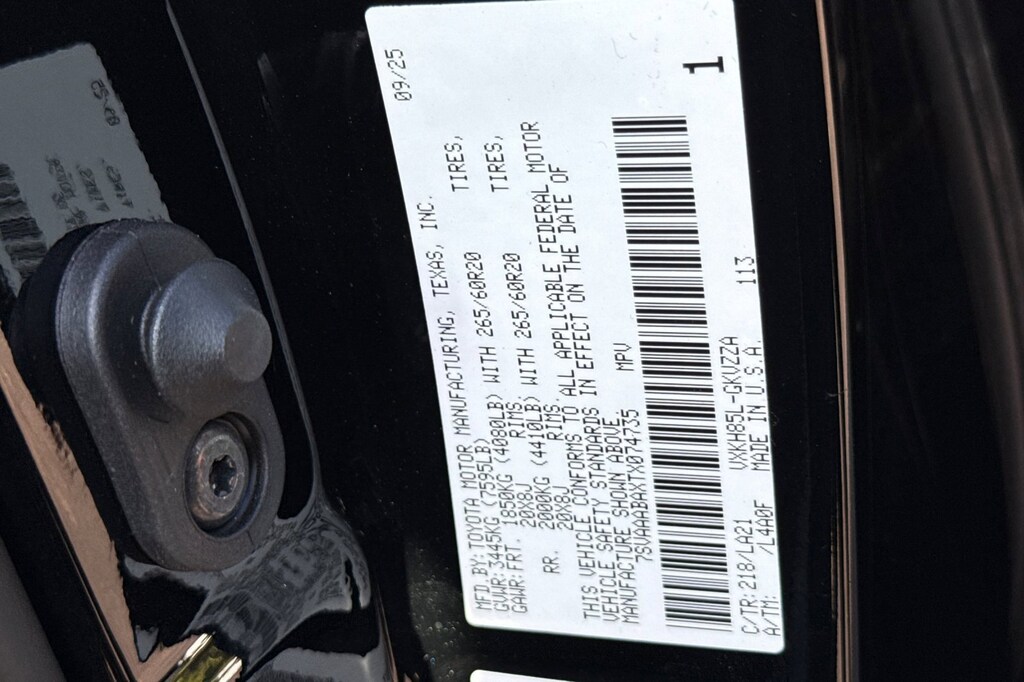 MFD.BY:TOYOTA MOTOR MANUFACTURING, TEXAS, INC. 09/25
GVWR:3445KG (7595LB)
GAWR:FRT. 1850KG (4080LB) WITH 265/60R20 TIRES,
20X8J RIMS
RR. 2000KG (4410LB) WITH 265/60R20 TIRES,
20X8J RIMS.
THIS VEHICLE CONFORMS TO ALL APPLICABLE FEDERAL MOTOR
VEHICLE SAFETY STANDARDS IN EFFECT ON THE DATE OF
MANUFACTURE SHOWN ABOVE.
7SVAAABAXTX874735 MPV
1
C/TR:218/LA21 VXKH85L-GKVZZA 113
A/TM: /L4A0F MADE IN U.S.A.